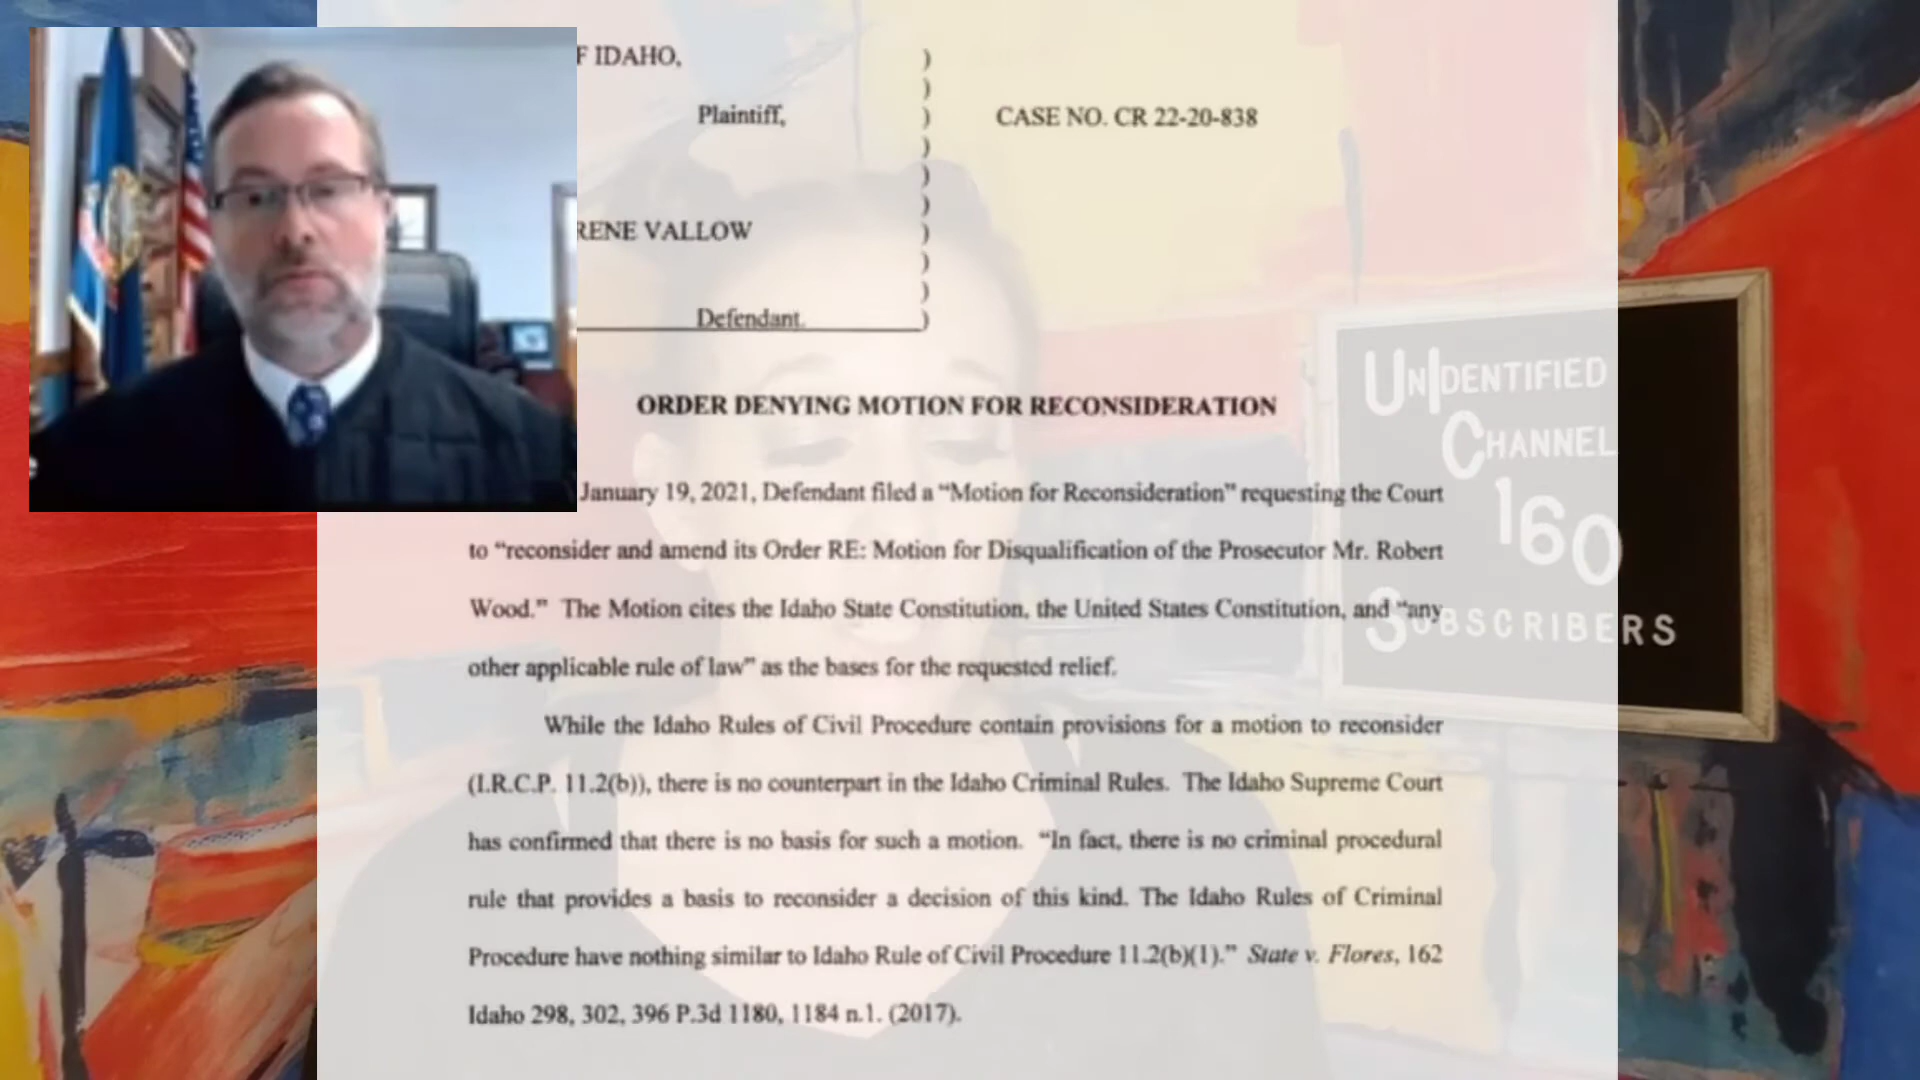 F IDAHO,
Plaintiff,
CASE NO. CR 22-20-838
RENE VALLOW
Defendant.
ORDER DENYING MOTION FOR RECONSIDERATION
January 19, 2021, Defendant filed a “Motion for Reconsideration” requesting the Court
to “reconsider and amend its Order RE: Motion for Disqualification of the Prosecutor Mr. Robert
Wood.” The Motion cites the Idaho State Constitution, the United States Constitution, and “any
other applicable rule of law” as the bases for the requested relief.
While the Idaho Rules of Civil Procedure contain provisions for a motion to reconsider
(I.R.C.P. 11.2(b)), there is no counterpart in the Idaho Criminal Rules. The Idaho Supreme Court
has confirmed that there is no basis for such a motion. “In fact, there is no criminal procedural
rule that provides a basis to reconsider a decision of this kind. The Idaho Rules of Criminal
Procedure have nothing similar to Idaho Rule of Civil Procedure 11.2(b)(1).” State v. Flores, 162
Idaho 298, 302, 396 P.3d 1180, 1184 n.1. (2017).
UNIDENTIFIED
CHANNEL
160
SUBSCRIBERS